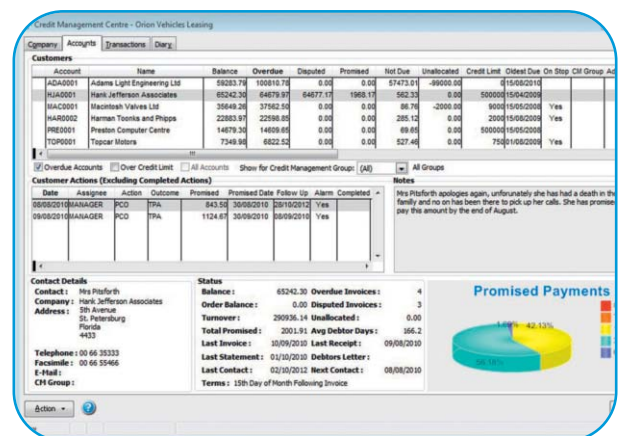 Credit Management Centre - Orion Vehicles Leasing
Company Accounts Transactions Diary
Customers
Account Name Balance Overdue Disputed Promised Not Due Unallocated Credit Limit Oldest Due On Stop CM Group
ADA0001 Adams Light Engineering Ltd 59283.79 100810.78 0.00 0.00 57473.01 -99000.00 0 15/08/2010
HJA0001 Hank Jefferson Associates 65242.30 64679.97 64677.17 1968.17 562.33 0.00 500000 15/04/2009
MAC0001 Macintosh Valves Ltd 35649.26 37562.50 0.00 0.00 86.76 -2000.00 9000 15/05/2008 Yes
HAR0002 Harman Toonks and Phipps 22883.97 22598.85 0.00 0.00 285.12 0.00 2000 15/08/2010 Yes
PRE0001 Preston Computer Centre 14679.30 14609.65 0.00 0.00 69.65 0.00 500000 15/05/2008
TOP0001 Topcar Motors 7349.98 6822.52 0.00 0.00 527.46 0.00 750 01/08/2009 Yes
Overdue Accounts Over Credit Limit All Accounts Show for Credit Management Group: (All) All Groups
Customer Actions (Excluding Completed Actions) Notes
Date Assignee Action Outcome Promised Promised Date Follow Up Alarm Completed
08/08/2010 MANAGER PCO TPA 843.50 30/08/2010 28/10/2012 Yes
09/08/2010 MANAGER PCO TPA 1124.67 30/09/2010 08/09/2010 Yes
Mrs Pitsforth apologies again, unforunately she has had a death in the
family and no on has been there to pick up her calls. She has promised
pay this amount by the end of August.
Contact Details
Contact : Mrs Pitsforth
Company : Hank Jefferson Associates
Address : 5th Avenue
St. Petersburg
Florida
4433
Telephone : 00 66 35333
Facsimile : 00 66 55466
E-Mail :
CM Group :
Status
Balance : 65242.30 Overdue Invoices : 4
Order Balance : 0.00 Disputed Invoices : 3
Turnover : 290936.14 Unallocated : 0.00
Total Promised : 2001.91 Avg Debtor Days : 166.2
Last Invoice : 10/09/2010 Last Receipt : 09/08/2010
Last Statement : 01/10/2010 Debtors Letter :
Last Contact : 02/10/2012 Next Contact : 08/08/2010
Terms : 15th Day of Month Following Invoice
Promised Payments
1.69% 42.13%
56.18%
Action